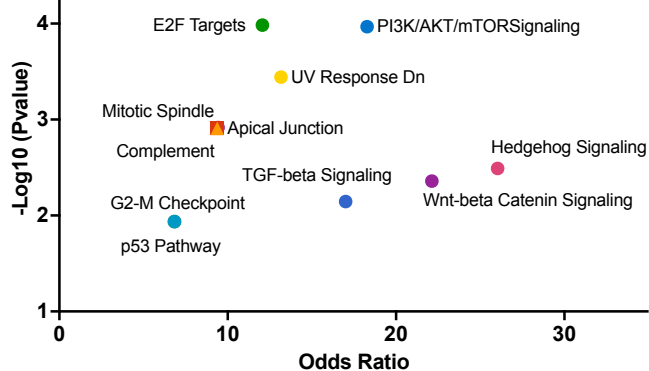 4
E2F Targets
PI3K/AKT/mTORSignaling
UV Response Dn
Mitotic Spindle
3
Apical Junction
Complement
Hedgehog Signaling
TGF-beta Signaling
Wnt-beta Catenin Signaling
G2-M Checkpoint
2
p53 Pathway
1
-Log10 (Pvalue)
0 10 20 30
Odds Ratio